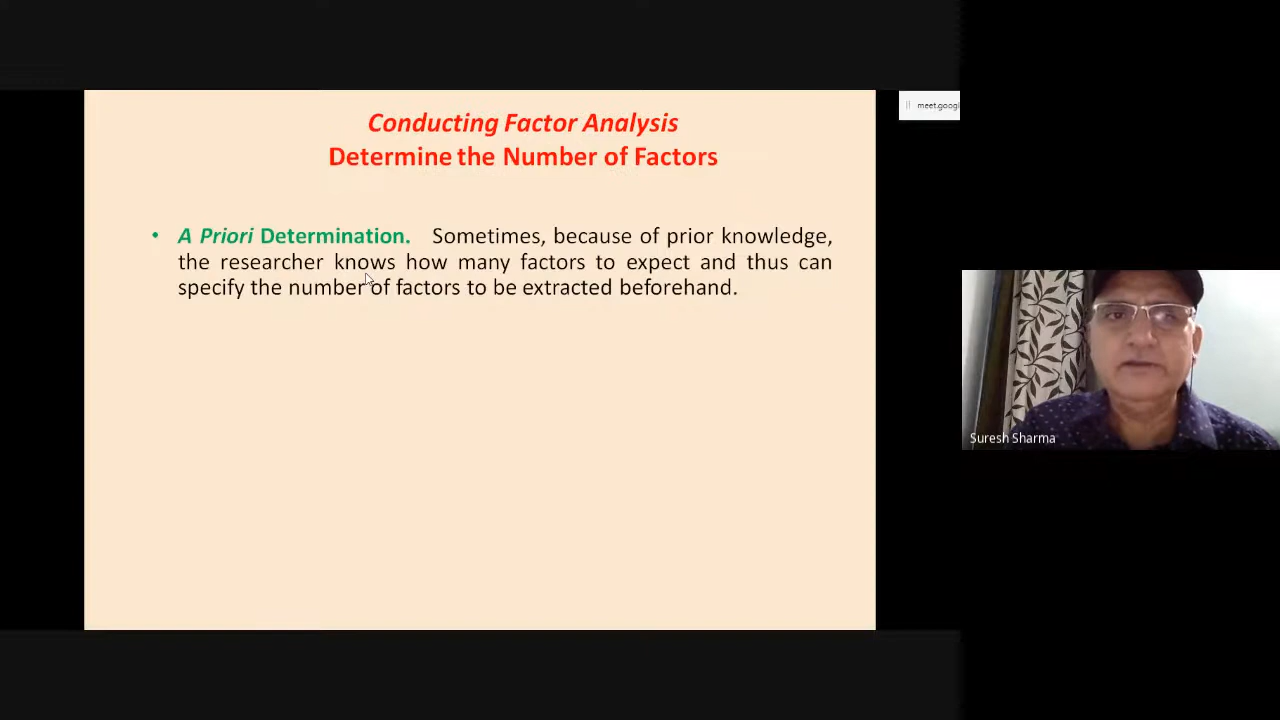 Conducting Factor Analysis
Determine the Number of Factors
meet.googl
• A Priori Determination. Sometimes, because of prior knowledge,
the researcher knows how many factors to expect and thus can
specify the number of factors to be extracted beforehand.
Suresh Sharma